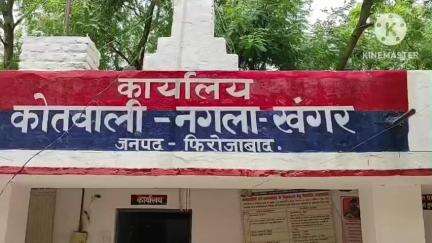 KINEMASTER
कार्यालय
कोतवाली - नगला - खंगर
जनपद - फिरोजाबाद.
कार्यालय